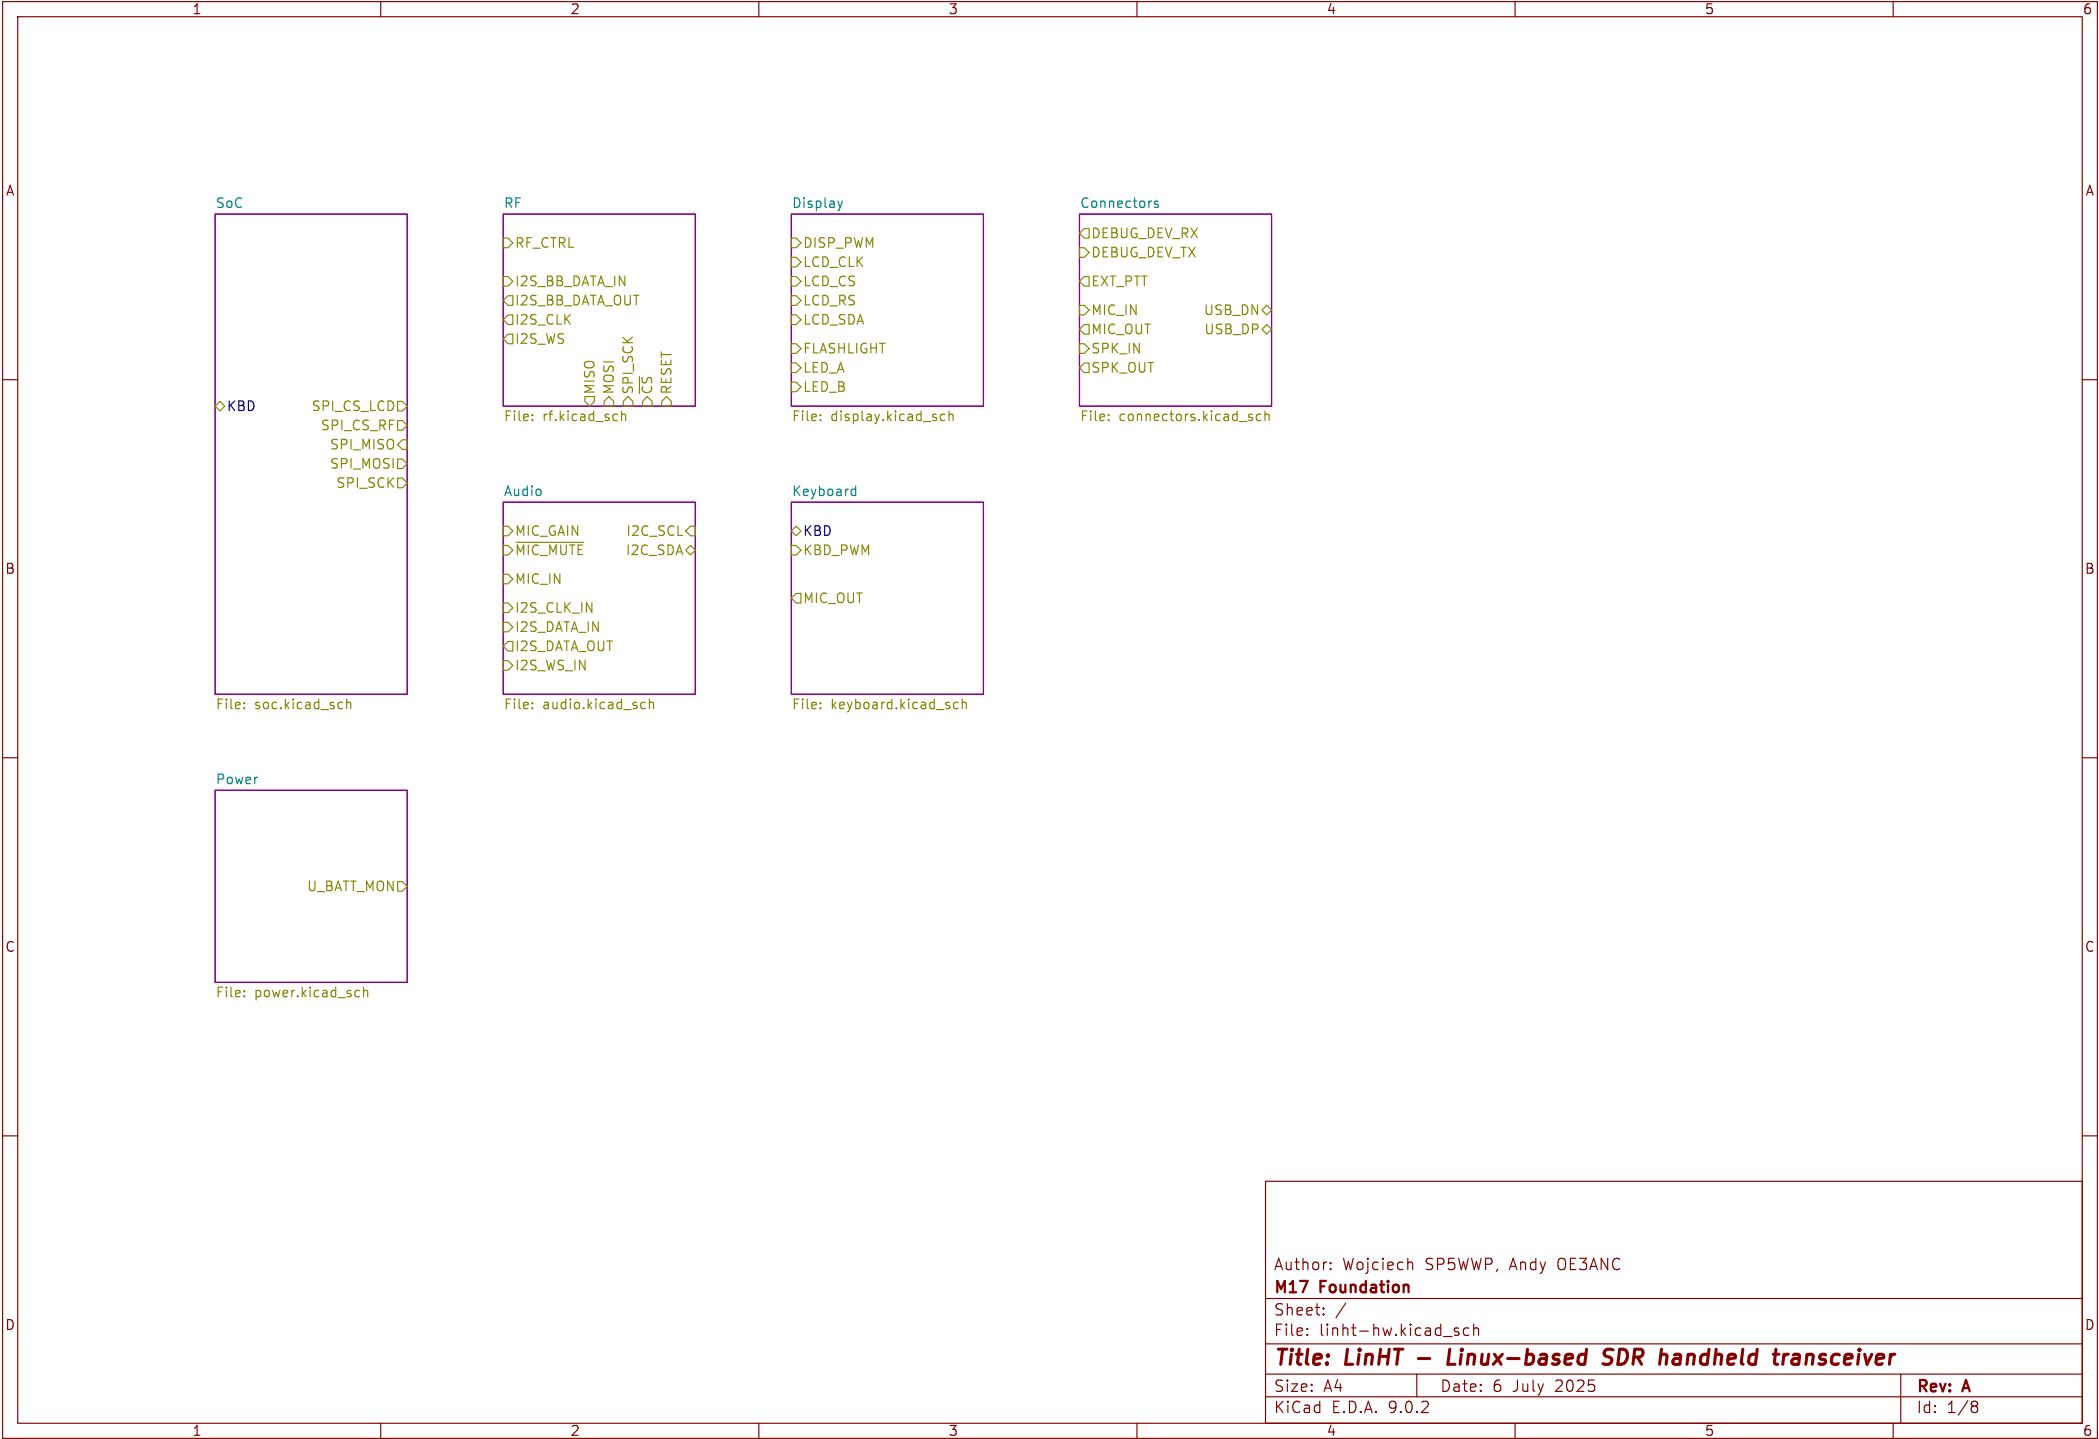 1 2 3 4 5 6
A A
SoC
KBD
SPI_CS_LCD
SPI_CS_RF
SPI_MISO
SPI_MOSI
SPI_SCK
File: soc.kicad_sch
RF
RF_CTRL
I2S_BB_DATA_IN
I2S_BB_DATA_OUT
I2S_CLK
I2S_WS
MISO
MOSI
SPI_SCK
CS
RESET
File: rf.kicad_sch
Display
DISP_PWM
LCD_CLK
LCD_CS
LCD_RS
LCD_SDA
FLASHLIGHT
LED_A
LED_B
File: display.kicad_sch
Connectors
DEBUG_DEV_RX
DEBUG_DEV_TX
EXT_PTT
MIC_IN
MIC_OUT
SPK_IN
SPK_OUT
USB_DN
USB_DP
File: connectors.kicad_sch
B B
Audio
MIC_GAIN
MIC_MUTE
MIC_IN
I2S_CLK_IN
I2S_DATA_IN
I2S_DATA_OUT
I2S_WS_IN
I2C_SCL
I2C_SDA
File: audio.kicad_sch
Keyboard
KBD
KBD_PWM
MIC_OUT
File: keyboard.kicad_sch
Power
U_BATT_MON
File: power.kicad_sch
C C
D D
Author: Wojciech SP5WWP, Andy OE3ANC
M17 Foundation
Sheet: /
File: linht-hw.kicad_sch
Title: LinHT - Linux-based SDR handheld transceiver
Size: A4 Date: 6 July 2025 Rev: A
KiCad E.D.A. 9.0.2 Id: 1/8
1 2 3 4 5 6